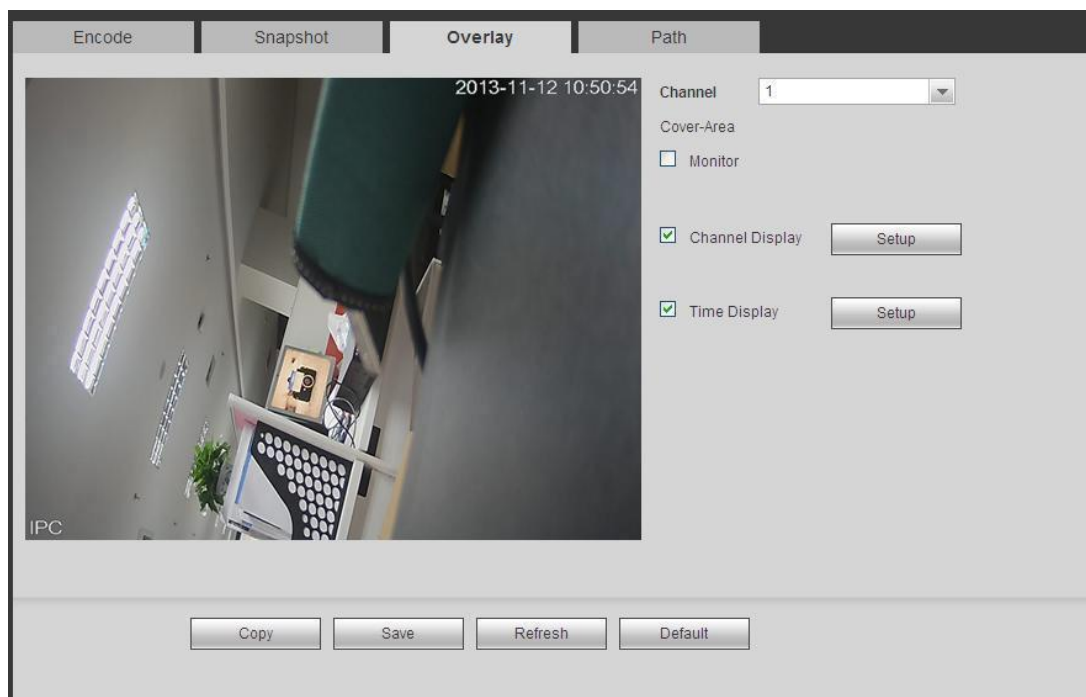 Encode Snapshot Overlay Path
2013-11-12 10:50:54
IPC
Channel 1
Cover-Area
Monitor
Channel Display Setup
Time Display Setup
Copy Save Refresh Default